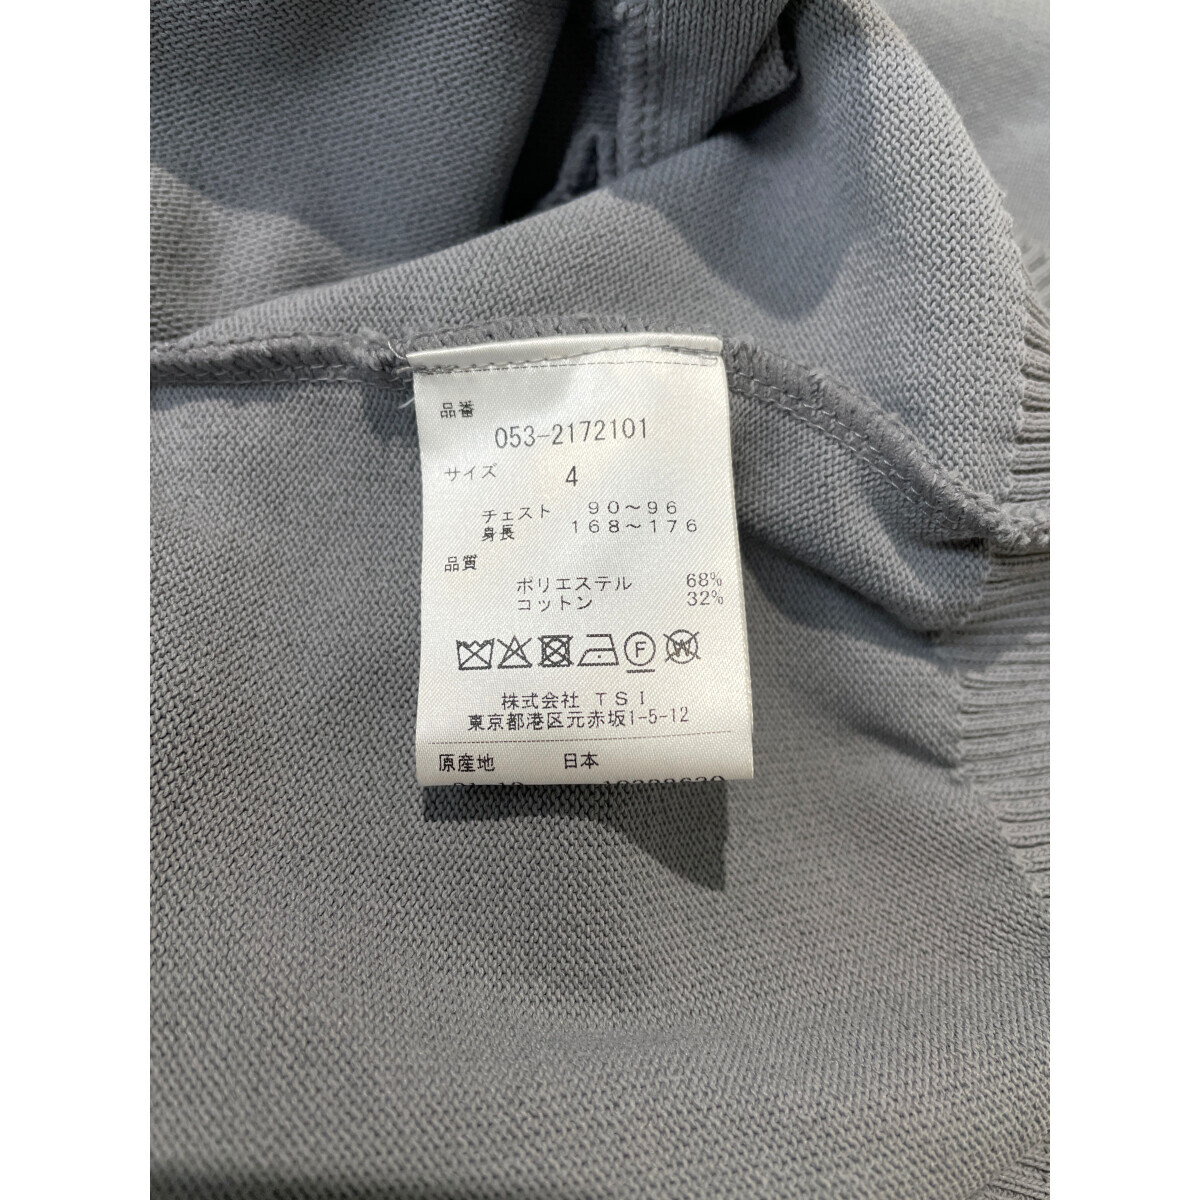 品番
053-2172101
サイズ 4
チェスト 90～96
身長 168～176
品質
ポリエステル 68%
コットン 32%
F W
株式会社 TSI
東京都港区元赤坂1-5-12
原産地 日本